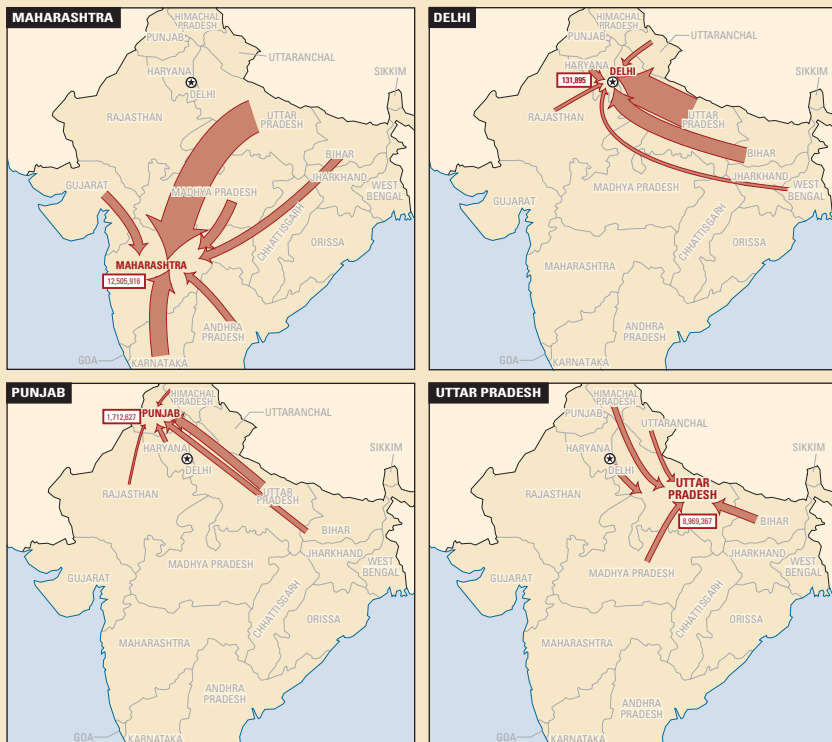 MAHARASHTRA
HIMACHAL
PRADESH
PUNJAB
UTTARANCHAL
HARYANA
SIKKIM
DELHI
RAJASTHAN
UTTAR
PRADESH
BIHAR
JHARKHAND
GUJARAT
MADHYA PRADESH
WEST
BENGAL
CHHATTISGARH
ORISSA
MAHARASHTRA
12,505,916
ANDHRA
PRADESH
GOA
KARNATAKA
DELHI
HIMACHAL
PRADESH
PUNJAB
UTTARANCHAL
HARYANA
DELHI
SIKKIM
131,895
RAJASTHAN
UTTAR
PRADESH
BIHAR
JHARKHAND
MADHYA PRADESH
WEST
BENGAL
GUJARAT
CHHATTISGARH
ORISSA
MAHARASHTRA
ANDHRA
PRADESH
GOA
KARNATAKA
PUNJAB
HIMACHAL
PRADESH
1,712,627
PUNJAB
UTTARANCHAL
HARYANA
SIKKIM
DELHI
RAJASTHAN
UTTAR
PRADESH
BIHAR
JHARKHAND
MADHYA PRADESH
WEST
BENGAL
GUJARAT
CHHATTISGARH
ORISSA
MAHARASHTRA
ANDHRA
PRADESH
GOA
KARNATAKA
UTTAR PRADESH
HIMACHAL
PRADESH
PUNJAB
UTTARANCHAL
HARYANA
SIKKIM
DELHI
RAJASTHAN
UTTAR
PRADESH
8,969,367
BIHAR
JHARKHAND
MADHYA PRADESH
WEST
BENGAL
GUJARAT
CHHATTISGARH
ORISSA
MAHARASHTRA
ANDHRA
PRADESH
GOA
KARNATAKA